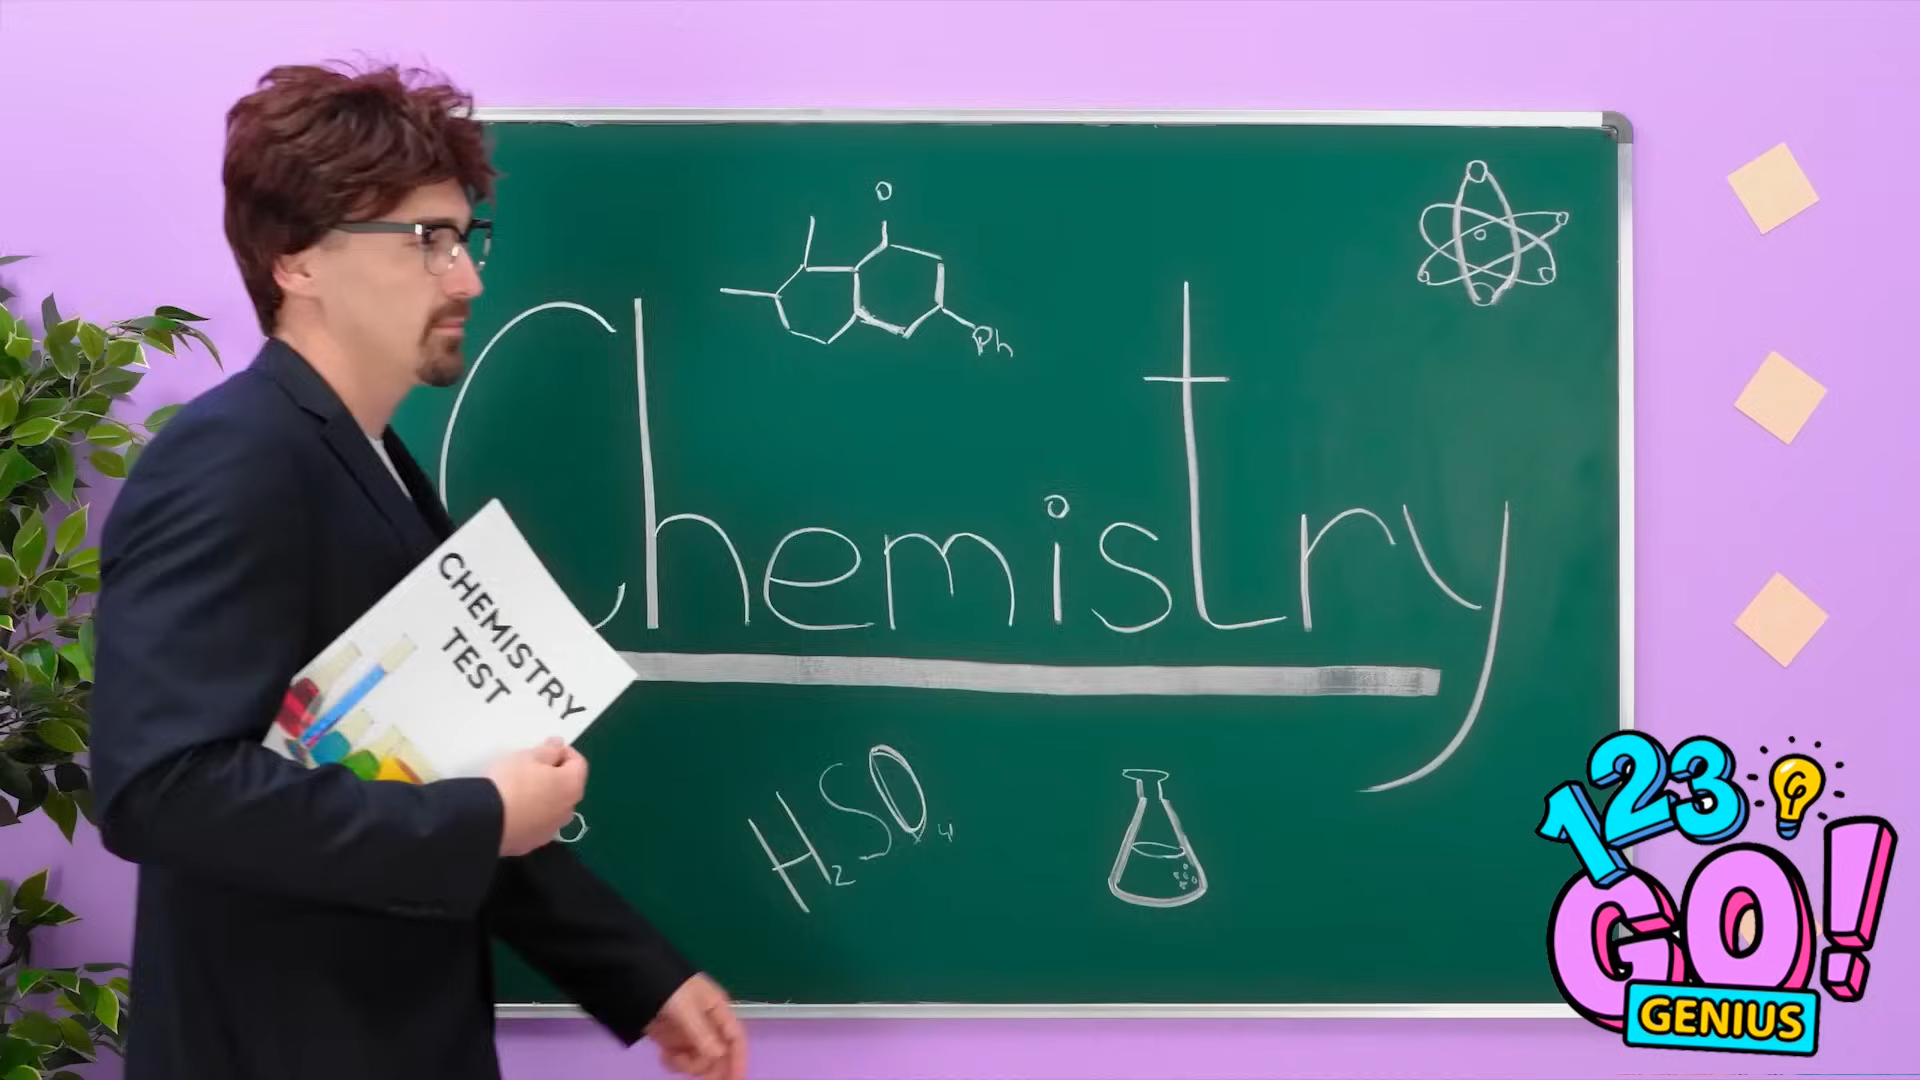 O
Ph
Chemistry
CHEMISTRY
TEST
H₂SO₄
123
GO!
GENIUS